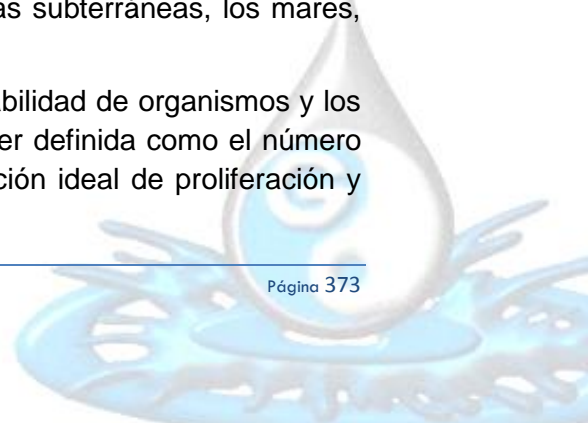 as subterráneas, los mares,
abilidad de organismos y los
er definida como el número
ción ideal de proliferación y
Página 373